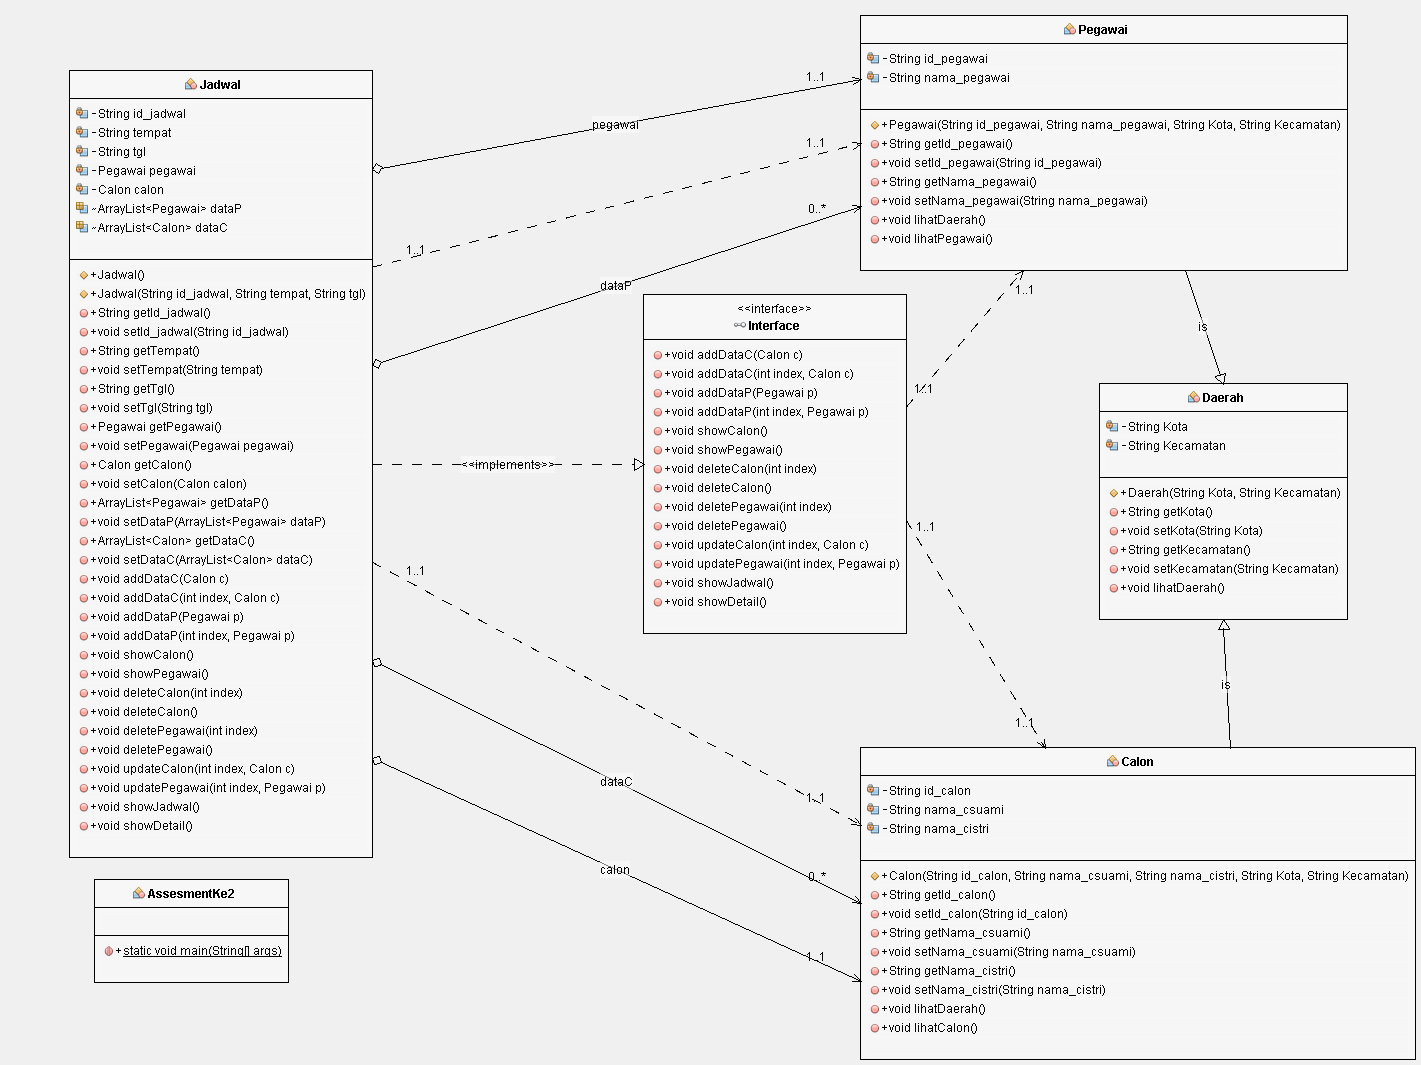 Jadwal
-String id_jadwal
-String tempat
-String tgl
-Pegawai pegawai
-Calon calon
~ArrayList<Pegawai> dataP
~ArrayList<Calon> dataC
+Jadwal()
+Jadwal(String id_jadwal, String tempat, String tgl)
+String getId_jadwal()
+void setId_jadwal(String id_jadwal)
+String getTempat()
+void setTempat(String tempat)
+String getTgl()
+void setTgl(String tgl)
+Pegawai getPegawai()
+void setPegawai(Pegawai pegawai)
+Calon getCalon()
+void setCalon(Calon calon)
+ArrayList<Pegawai> getDataP()
+void setDataP(ArrayList<Pegawai> dataP)
+ArrayList<Calon> getDataC()
+void setDataC(ArrayList<Calon> dataC)
+void addDataC(Calon c)
+void addDataC(int index, Calon c)
+void addDataP(Pegawai p)
+void addDataP(int index, Pegawai p)
+void showCalon()
+void showPegawai()
+void deleteCalon(int index)
+void deleteCalon()
+void deletePegawai(int index)
+void deletePegawai()
+void updateCalon(int index, Calon c)
+void updatePegawai(int index, Pegawai p)
+void showJadwal()
+void showDetail()
AssesmentKe2
+static void main(String[] args)
pegawai
1..1
1..1
1..1
dataP
0..*
<<implements>>
1..1
1..1
dataC
0..*
calon
1..1
<<interface>>
Interface
+void addDataC(Calon c)
+void addDataC(int index, Calon c)
+void addDataP(Pegawai p)
+void addDataP(int index, Pegawai p)
+void showCalon()
+void showPegawai()
+void deleteCalon(int index)
+void deleteCalon()
+void deletePegawai(int index)
+void deletePegawai()
+void updateCalon(int index, Calon c)
+void updatePegawai(int index, Pegawai p)
+void showJadwal()
+void showDetail()
1..1
1..1
1..1
1..1
Pegawai
-String id_pegawai
-String nama_pegawai
+Pegawai(String id_pegawai, String nama_pegawai, String Kota, String Kecamatan)
+String getId_pegawai()
+void setId_pegawai(String id_pegawai)
+String getNama_pegawai()
+void setNama_pegawai(String nama_pegawai)
+void lihatDaerah()
+void lihatPegawai()
is
Daerah
-String Kota
-String Kecamatan
+Daerah(String Kota, String Kecamatan)
+String getKota()
+void setKota(String Kota)
+String getKecamatan()
+void setKecamatan(String Kecamatan)
+void lihatDaerah()
is
Calon
-String id_calon
-String nama_csuami
-String nama_cistri
+Calon(String id_calon, String nama_csuami, String nama_cistri, String Kota, String Kecamatan)
+String getId_calon()
+void setId_calon(String id_calon)
+String getNama_csuami()
+void setNama_csuami(String nama_csuami)
+String getNama_cistri()
+void setNama_cistri(String nama_cistri)
+void lihatDaerah()
+void lihatCalon()